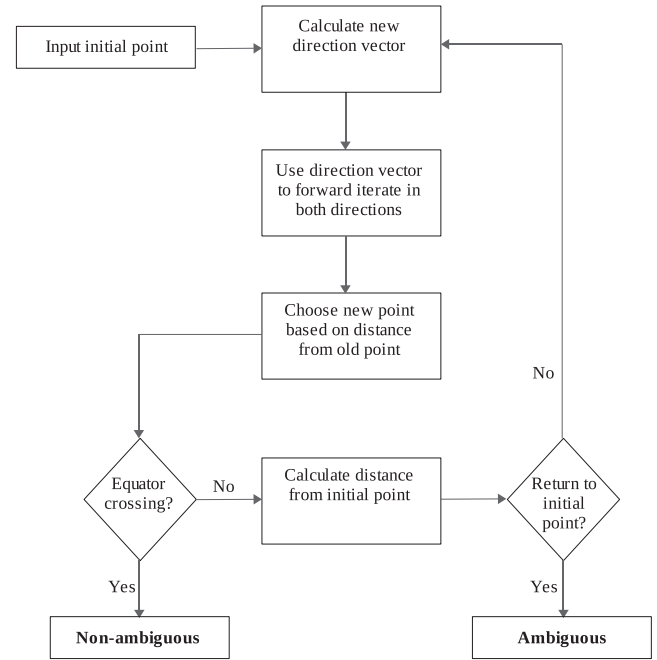 Input initial point
Calculate new
direction vector
Use direction vector
to forward iterate in
both directions
Choose new point
based on distance
from old point
No
Equator
crossing?
No
Calculate distance
from initial point
Return to
initial
point?
Yes
Yes
Non-ambiguous
Ambiguous